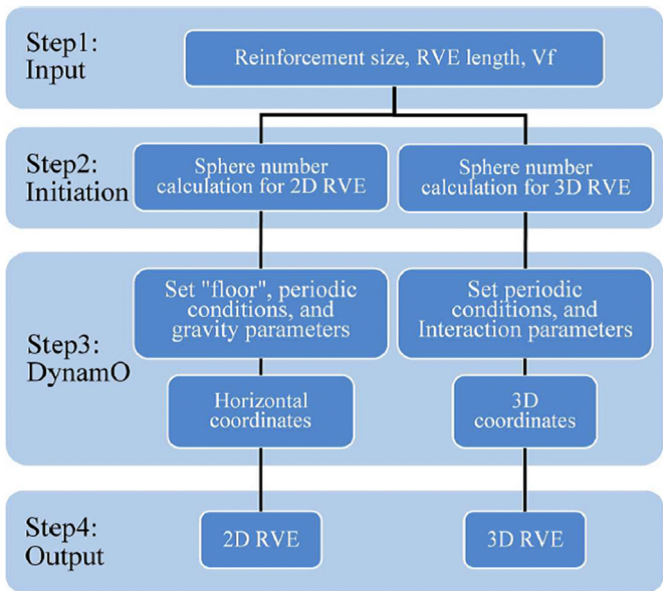 Step1:
Input
Reinforcement size, RVE length, Vf
Step2:
Initiation
Sphere number
calculation for 2D RVE
Sphere number
calculation for 3D RVE
Step3:
DynamO
Set "floor", periodic
conditions, and
gravity parameters
Set periodic
conditions, and
Interaction parameters
Horizontal
coordinates
3D
coordinates
Step4:
Output
2D RVE
3D RVE